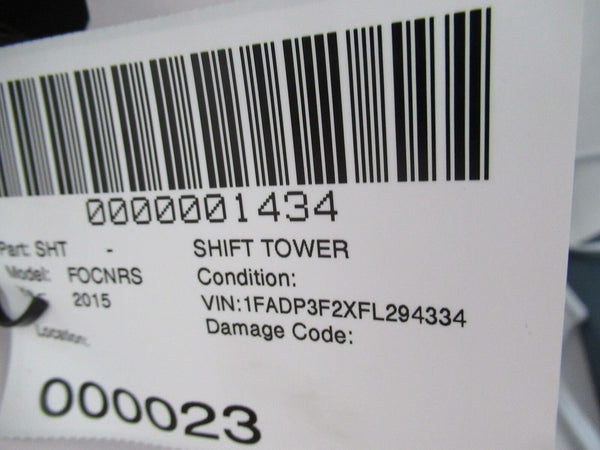 0000001434
Part: SHT - SHIFT TOWER
Model: FOCNRS Condition:
2015 VIN:1FADP3F2XFL294334
Location: Damage Code:
000023